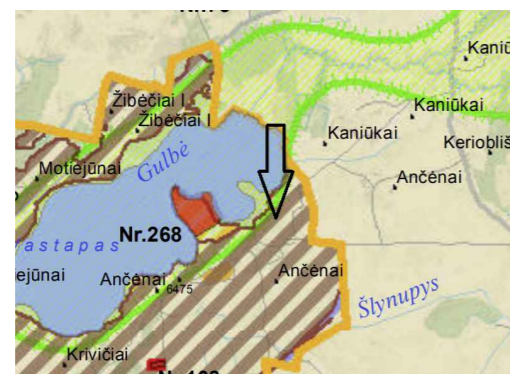 Kaniū
Žibėčiai I
Kaniūkai
Žibėčiai I
Kaniūkai
Keriobliš
Gulbė
Motiejūnai
Ančėnai
Nr.268
astapas
ejūnai
Ančėnai
Ančėnai
6475
Šlynupys
Krivičiai